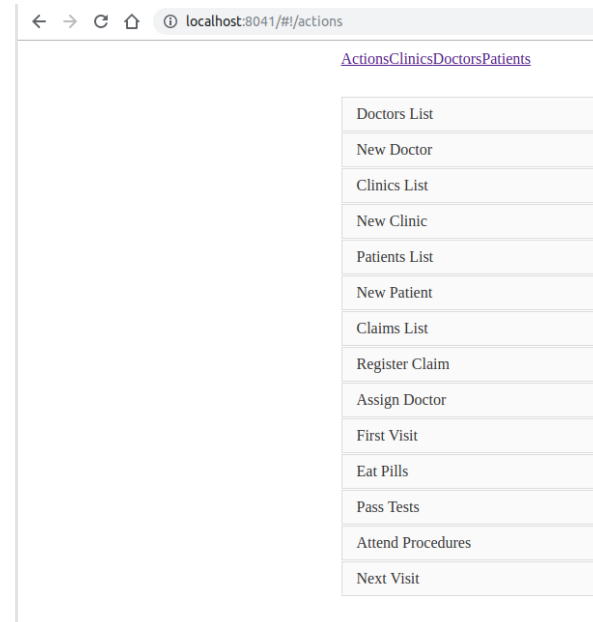 localhost:8041/#!/actions
ActionsClinicsDoctorsPatients
Doctors List
New Doctor
Clinics List
New Clinic
Patients List
New Patient
Claims List
Register Claim
Assign Doctor
First Visit
Eat Pills
Pass Tests
Attend Procedures
Next Visit